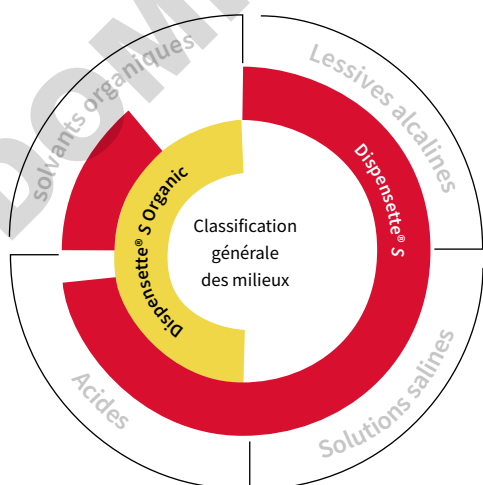 solvants organiques
Lessives alcalines
Dispensette® S
Dispensette® S Organic
Classification
générale
des milieux
Acides
Solutions salines